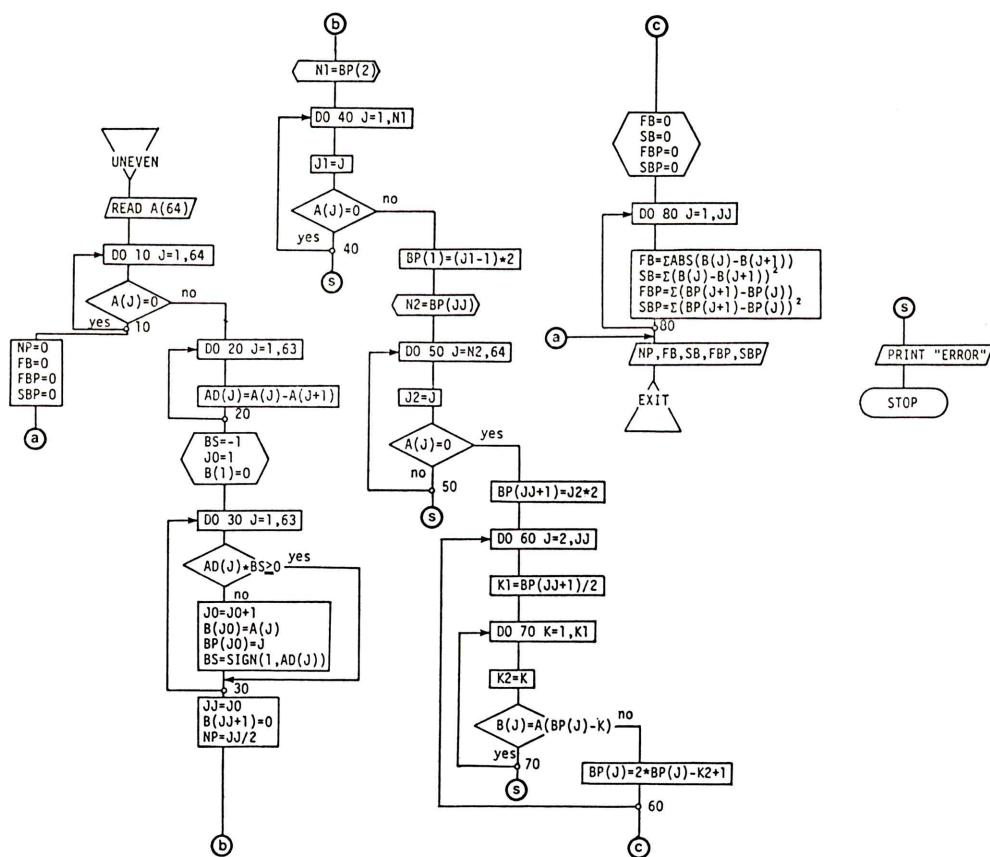 UNEVEN
READ A(64)
DO 10 J=1,64
A(J)=0
no
yes
10
NP=0
FB=0
FBP=0
SBP=0
a
DO 20 J=1,63
AD(J)=A(J)-A(J+1)
20
BS=-1
J0=1
B(1)=0
DO 30 J=1,63
AD(J)*BS≥0
yes
no
J0=J0+1
B(J0)=A(J)
BP(J0)=J
BS=SIGN(1,AD(J))
30
JJ=J0
B(JJ+1)=0
NP=JJ/2
b
b
N1=BP(2)
DO 40 J=1,N1
J1=J
A(J)=0
no
yes
40
s
BP(1)=(J1-1)*2
N2=BP(JJ)
DO 50 J=N2,64
J2=J
A(J)=0
yes
no
50
s
BP(JJ+1)=J2*2
DO 60 J=2,JJ
K1=BP(JJ+1)/2
DO 70 K=1,K1
K2=K
B(J)=A(BP(J)-K)
no
yes
70
s
BP(J)=2*BP(J)-K2+1
60
c
c
FB=0
SB=0
FBP=0
SBP=0
DO 80 J=1,JJ
FB=ΣABS(B(J)-B(J+1))
SB=Σ(B(J)-B(J+1))²
FBP=Σ(BP(J+1)-BP(J))
SBP=Σ(BP(J+1)-BP(J))²
80
a
NP,FB,SB,FBP,SBP
EXIT
s
PRINT "ERROR"
STOP